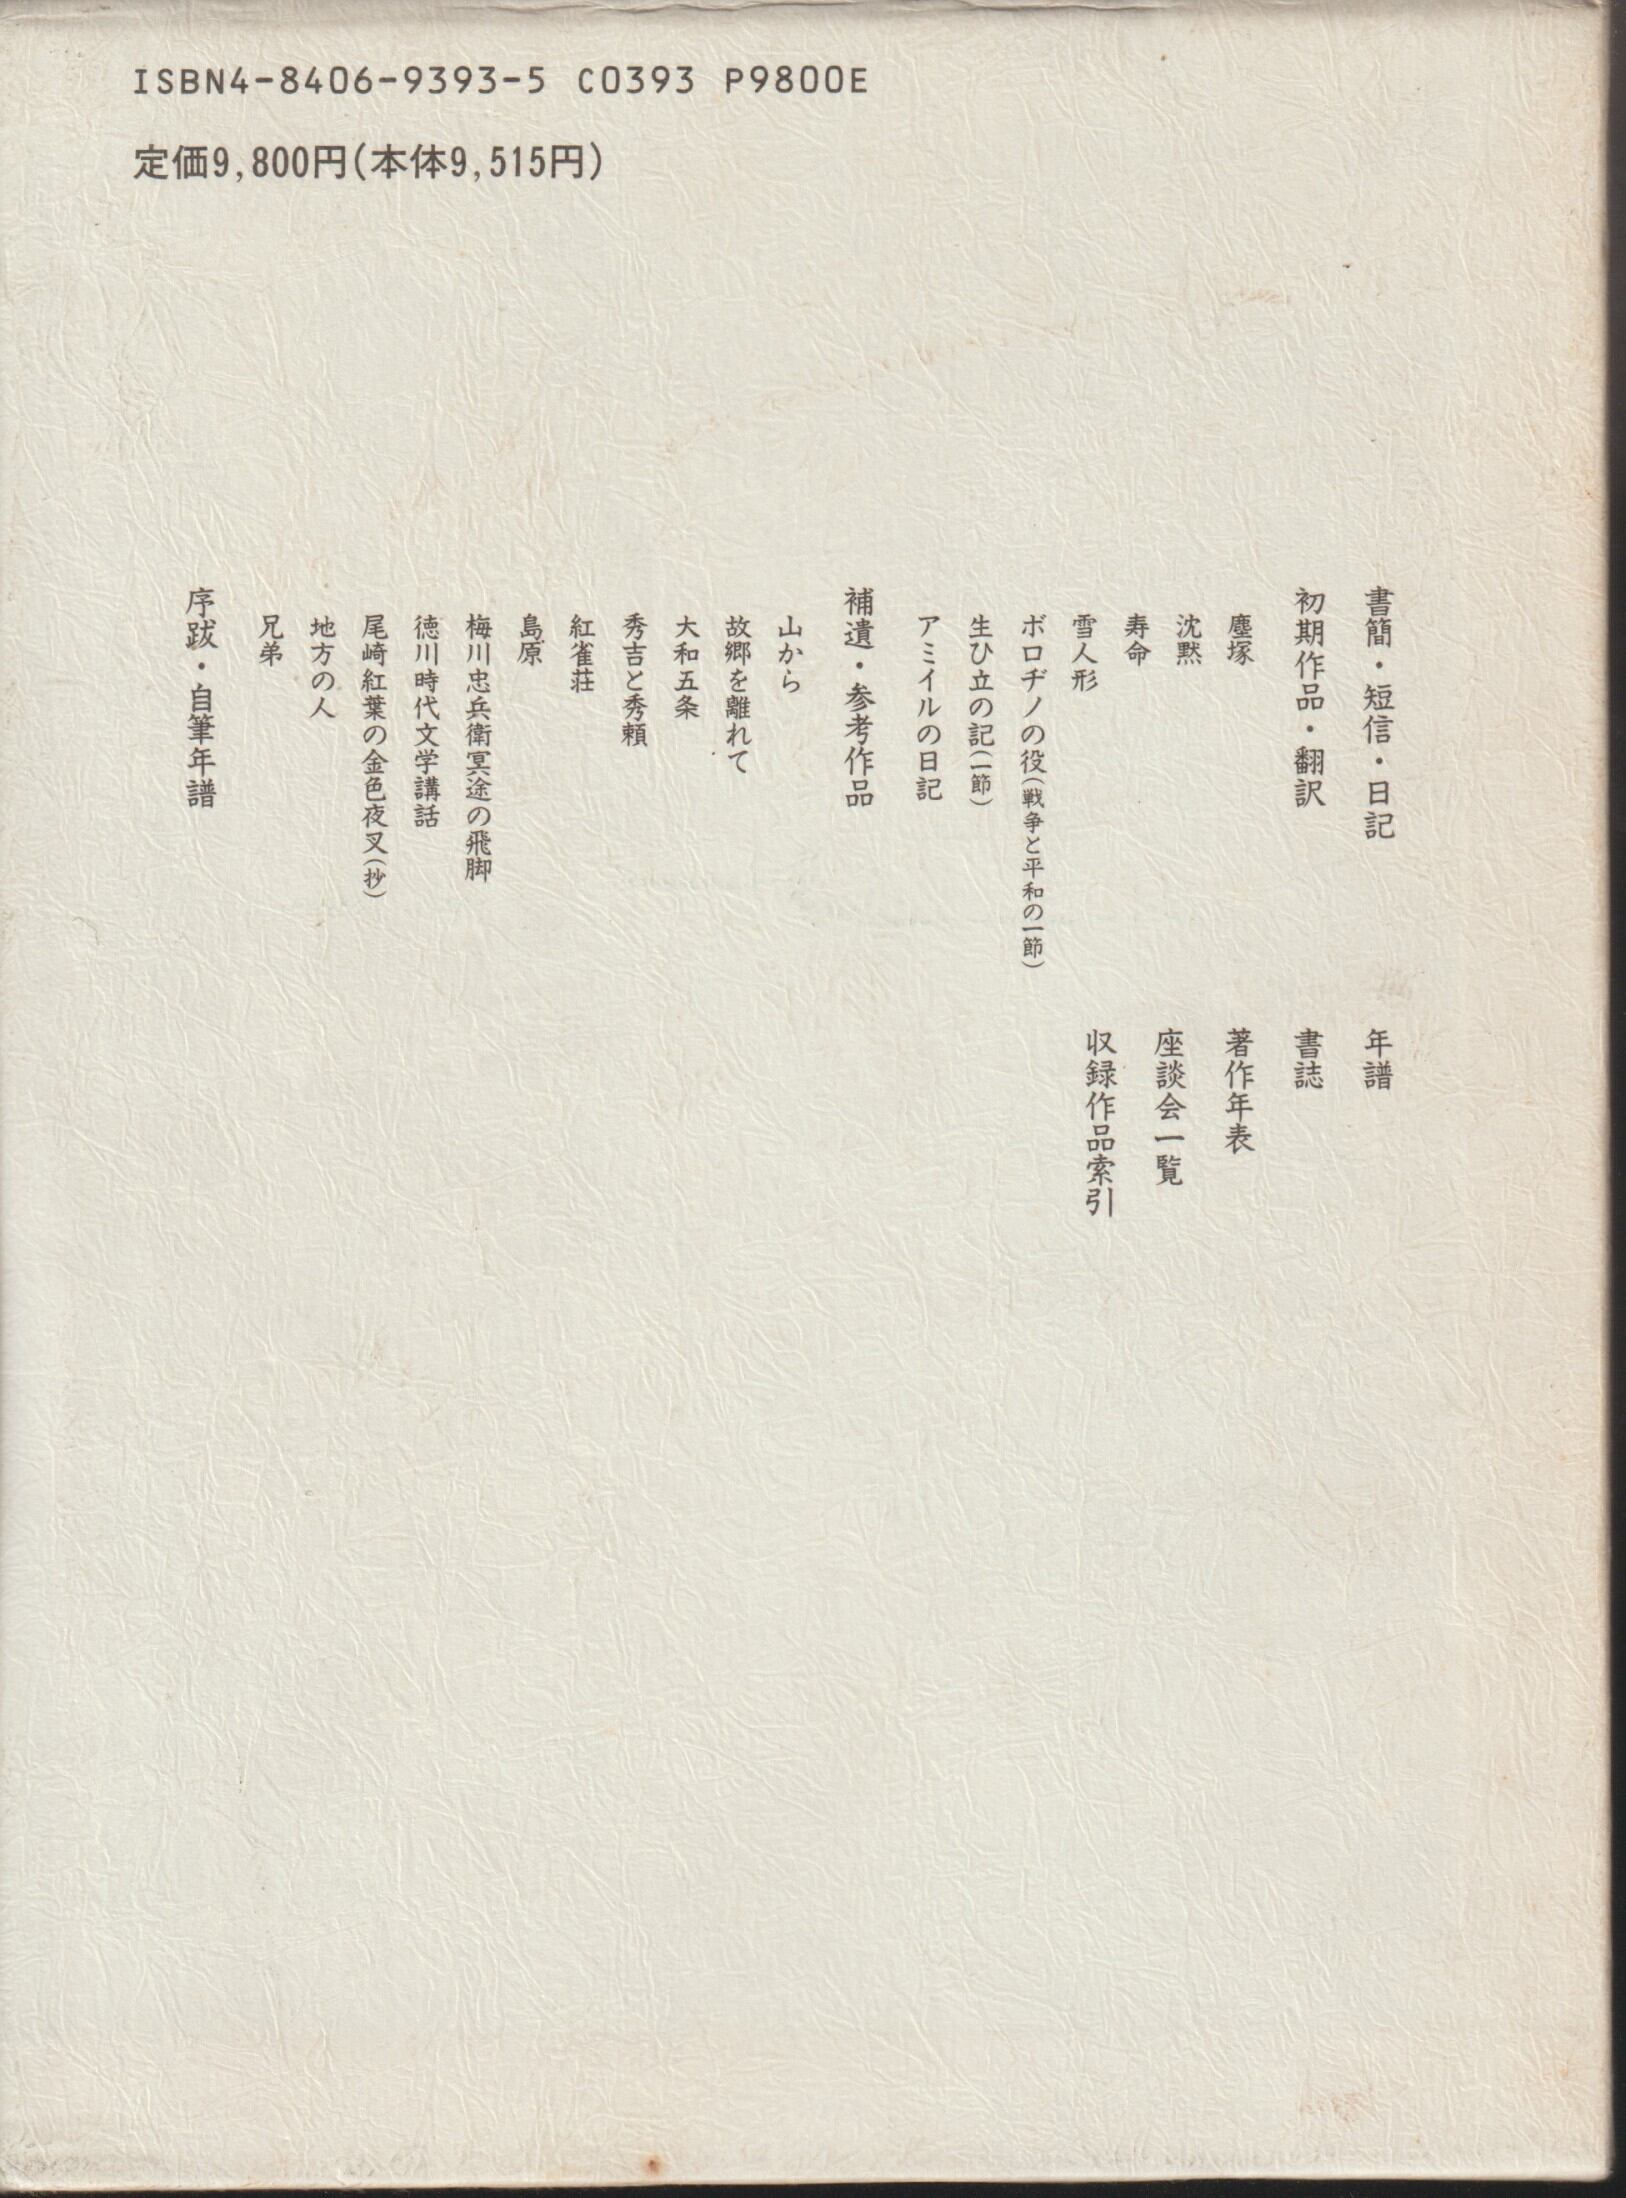 ISBN4-8406-9393-5 C0393 P9800E
定価9,800円(本体9,515円)
書簡・短信・日記
初期作品・翻訳
塵塚
沈黙
寿命
雪人形
ボロヂノの役(戦争と平和の一節)
生ひ立の記(一節)
アミイルの日記
補遺・参考作品
山から
故郷を離れて
大和五条
秀吉と秀頼
紅雀荘
島原
梅川忠兵衛冥途の飛脚
徳川時代文学講話
尾崎紅葉の金色夜叉(抄)
地方の人
兄弟
序跋・自筆年譜
年譜
書誌
著作年表
座談会一覧
収録作品索引